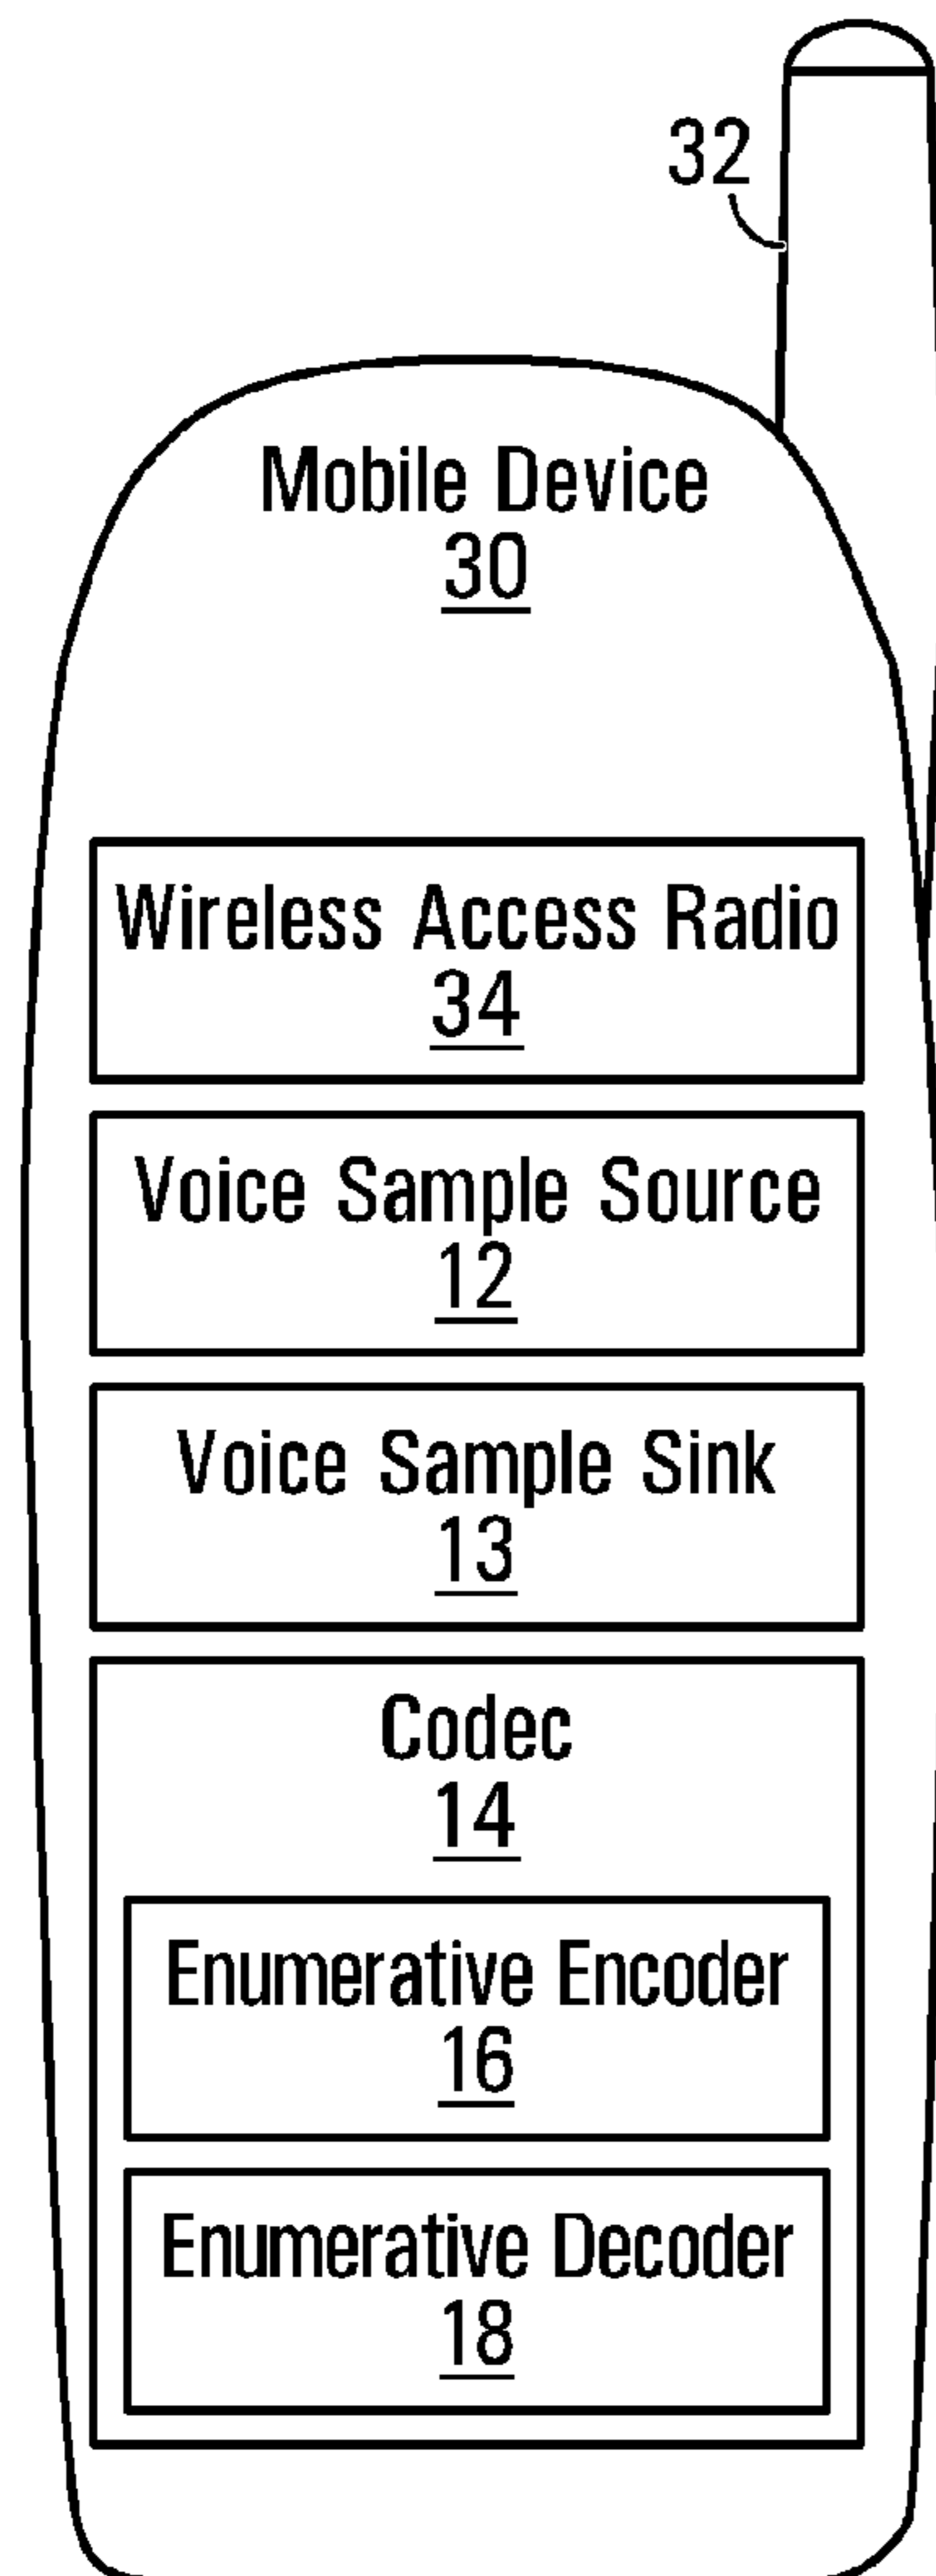 32
Mobile Device
30
Wireless Access Radio
34
Voice Sample Source
12
Voice Sample Sink
13
Codec
14
Enumerative Encoder
16
Enumerative Decoder
18